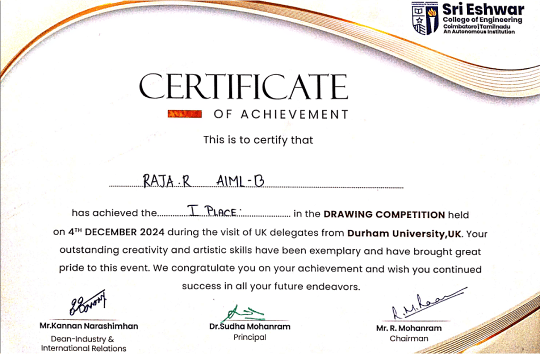 Sri Eshwar
College of Engineering
Coimbatore | Tamilnadu
An Autonomous Institution
CERTIFICATE
OF ACHIEVEMENT
This is to certify that
RAJA.R AIML-B
has achieved the I PLACE. in the DRAWING COMPETITION held
on 4TH DECEMBER 2024 during the visit of UK delegates from Durham University,UK. Your
outstanding creativity and artistic skills have been exemplary and have brought great
pride to this event. We congratulate you on your achievement and wish you continued
success in all your future endeavors.
R.M.Raam
Mr.Kannan Narashimhan
Dean-Industry &
International Relations
Dr.Sudha Mohanram
Principal
Mr. R. Mohanram
Chairman